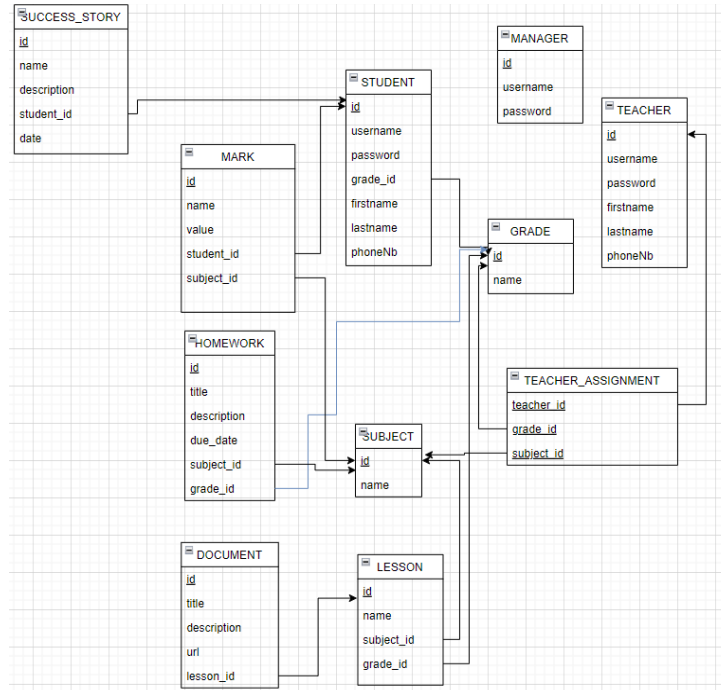 SUCCESS_STORY
id
name
description
student_id
date
MANAGER
id
username
password
STUDENT
id
username
password
grade_id
firstname
lastname
phoneNb
TEACHER
id
username
password
firstname
lastname
phoneNb
MARK
id
name
value
student_id
subject_id
GRADE
id
name
HOMEWORK
id
title
description
due_date
subject_id
grade_id
TEACHER_ASSIGNMENT
teacher_id
grade_id
subject_id
SUBJECT
id
name
DOCUMENT
id
title
description
url
lesson_id
LESSON
id
name
subject_id
grade_id